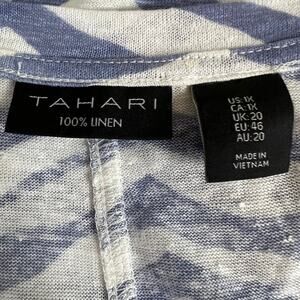 TAHARI
100% LINEN
US: 1X
CA: 1X
UK: 20
EU: 46
AU: 20
MADE IN
VIETNAM